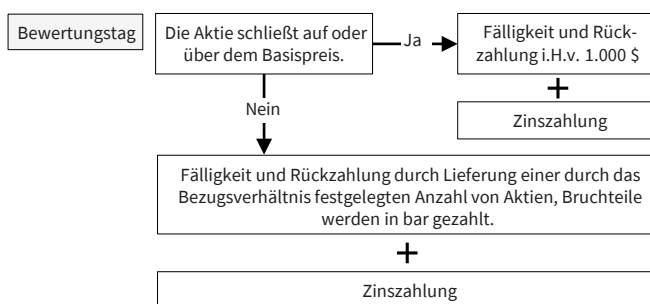 Bewertungstag
Die Aktie schließt auf oder
über dem Basispreis.
Ja
Fälligkeit und Rück-
zahlung i.H.v. 1.000 $
+
Zinszahlung
Nein
Fälligkeit und Rückzahlung durch Lieferung einer durch das
Bezugsverhältnis festgelegten Anzahl von Aktien, Bruchteile
werden in bar gezahlt.
+
Zinszahlung